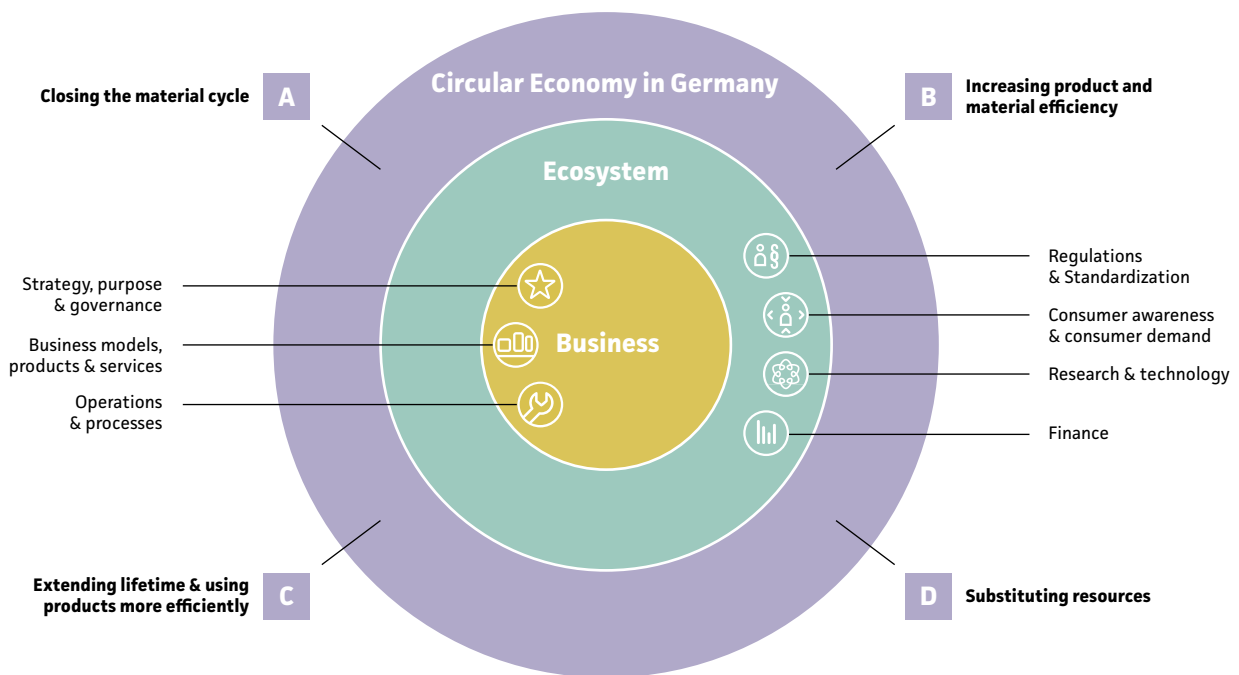 Circular Economy in Germany
Closing the material cycle
A
B
Increasing product and
material efficiency
Ecosystem
Strategy, purpose
& governance
Business models,
products & services
Operations
& processes
Business
§
Regulations
& Standardization
Consumer awareness
& consumer demand
Research & technology
Finance
Extending lifetime & using
products more efficiently
C
D
Substituting resources